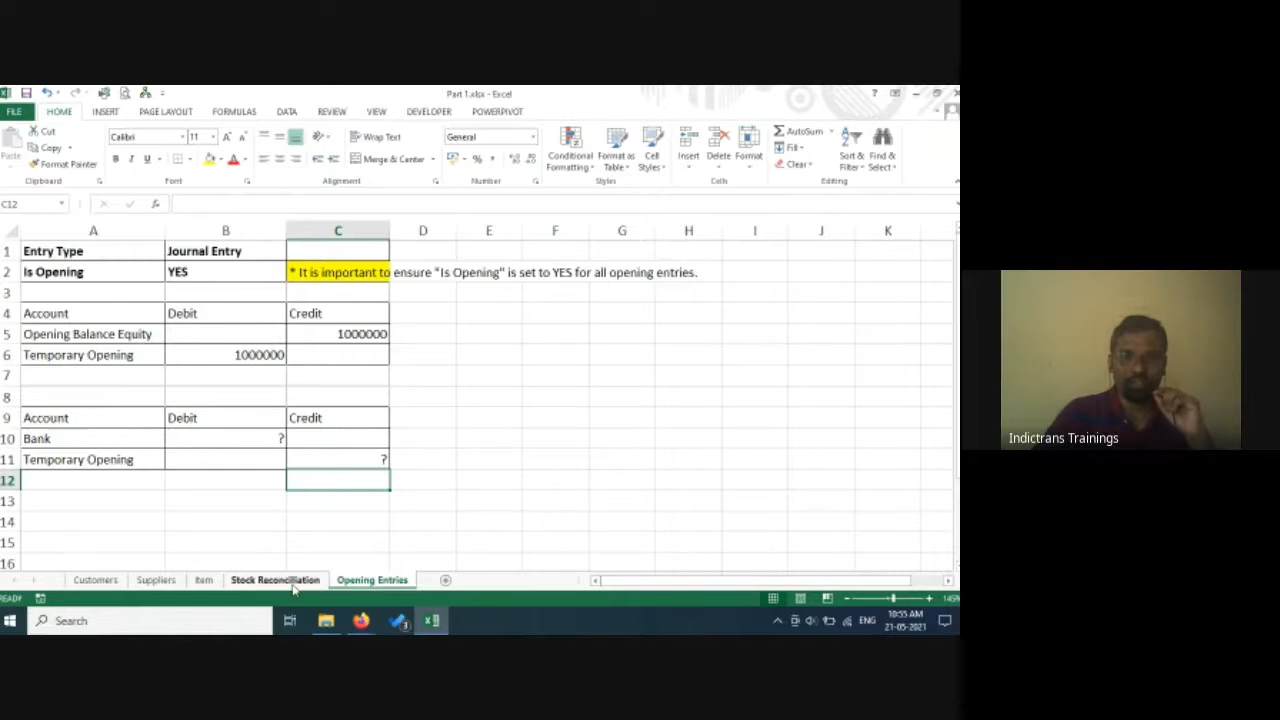 Part 1.xlsx - Excel
FILE HOME INSERT PAGE LAYOUT FORMULAS DATA REVIEW VIEW DEVELOPER POWERPIVOT
Cut
Copy
Format Painter
Paste
Clipboard
Calibri 11
B I U
Font
Wrap Text
Merge & Center
Alignment
General
Number
Conditional Formatting
Format as Table
Cell Styles
Styles
Insert Delete Format
Cells
AutoSum
Fill
Clear
Sort & Filter
Find & Select
Editing
C12
A B C D E F G H I J K
1 Entry Type Journal Entry
2 Is Opening YES * It is important to ensure "Is Opening" is set to YES for all opening entries.
3
4 Account Debit Credit
5 Opening Balance Equity 1000000
6 Temporary Opening 1000000
7
8
9 Account Debit Credit
10 Bank ?
11 Temporary Opening ?
12
13
14
15
16
Customers Suppliers Item Stock Reconciliation Opening Entries
READY
Search
ENG
10:55 AM
21-05-2021
Indictrans Trainings